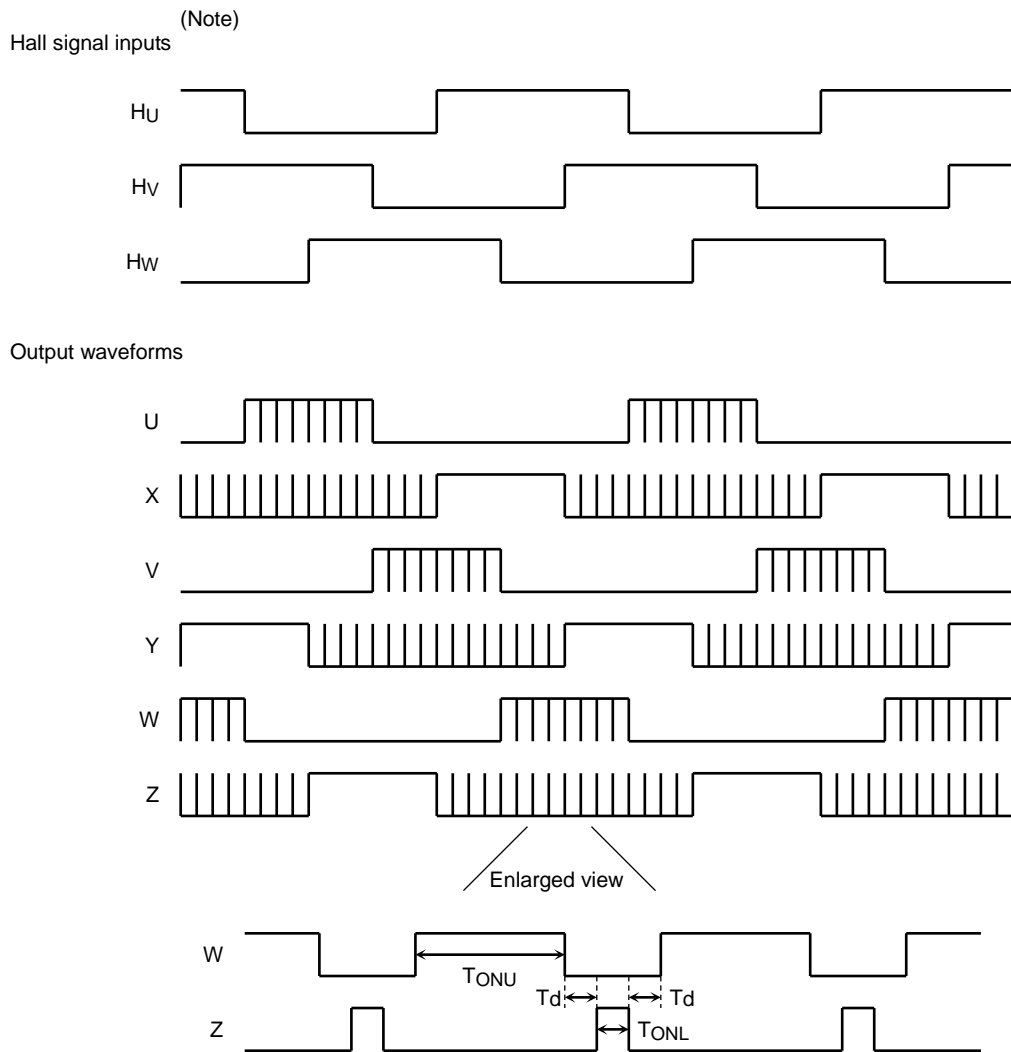 (Note)
Hall signal inputs
HU
HV
HW
Output waveforms
U
X
V
Y
W
Z
Enlarged view
W
TONU
Td
Td
Z
TONL